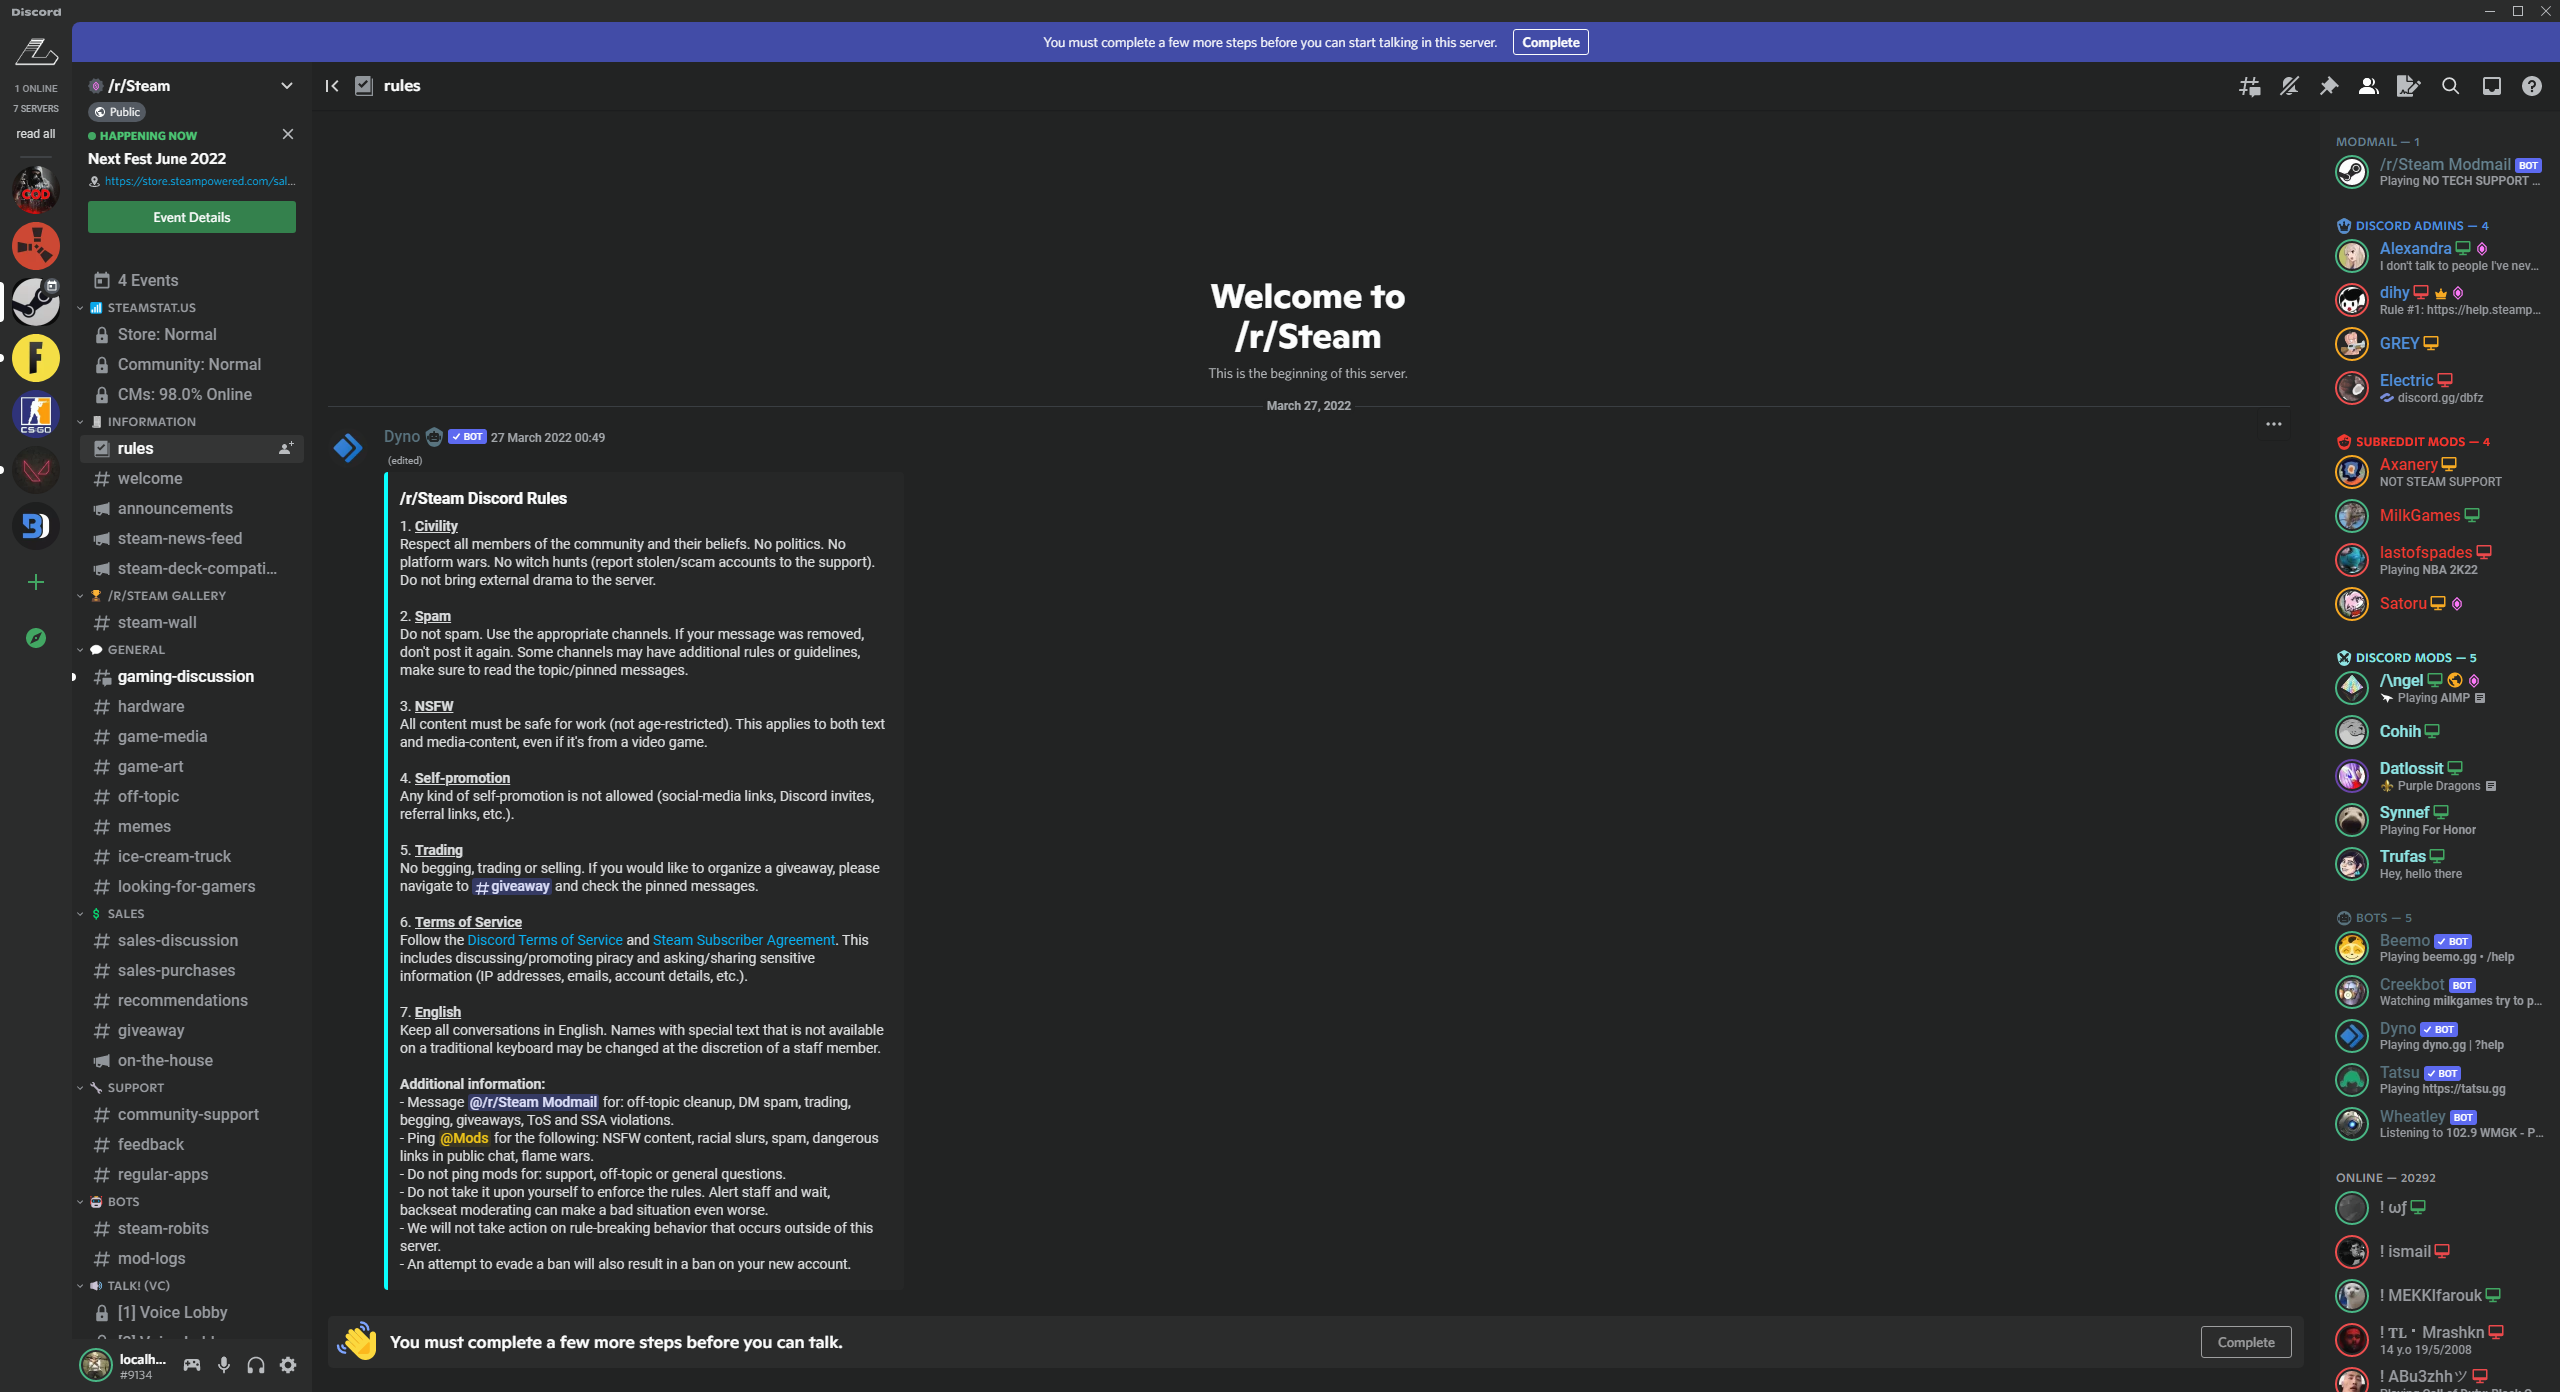 Discord
You must complete a few more steps before you can start talking in this server.
Complete
1 ONLINE
7 SERVERS
read all
GOD
F
CS:GO
/r/Steam
Public
HAPPENING NOW
Next Fest June 2022
https://store.steampowered.com/sal...
Event Details
4 Events
STEAMSTAT.US
Store: Normal
Community: Normal
CMs: 98.0% Online
INFORMATION
rules
welcome
announcements
steam-news-feed
steam-deck-compati...
/R/STEAM GALLERY
steam-wall
GENERAL
gaming-discussion
hardware
game-media
game-art
off-topic
memes
ice-cream-truck
looking-for-gamers
SALES
sales-discussion
sales-purchases
recommendations
giveaway
on-the-house
SUPPORT
community-support
feedback
regular-apps
BOTS
steam-robits
mod-logs
TALK! (VC)
[1] Voice Lobby
localh...
#9134
rules
Welcome to
/r/Steam
This is the beginning of this server.
March 27, 2022
Dyno BOT 27 March 2022 00:49
(edited)
/r/Steam Discord Rules
1. Civility
Respect all members of the community and their beliefs. No politics. No
platform wars. No witch hunts (report stolen/scam accounts to the support).
Do not bring external drama to the server.
2. Spam
Do not spam. Use the appropriate channels. If your message was removed,
don't post it again. Some channels may have additional rules or guidelines,
make sure to read the topic/pinned messages.
3. NSFW
All content must be safe for work (not age-restricted). This applies to both text
and media-content, even if it's from a video game.
4. Self-promotion
Any kind of self-promotion is not allowed (social-media links, Discord invites,
referral links, etc.).
5. Trading
No begging, trading or selling. If you would like to organize a giveaway, please
navigate to #giveaway and check the pinned messages.
6. Terms of Service
Follow the Discord Terms of Service and Steam Subscriber Agreement. This
includes discussing/promoting piracy and asking/sharing sensitive
information (IP addresses, emails, account details, etc.).
7. English
Keep all conversations in English. Names with special text that is not available
on a traditional keyboard may be changed at the discretion of a staff member.
Additional information:
- Message @/r/Steam Modmail for: off-topic cleanup, DM spam, trading,
begging, giveaways, ToS and SSA violations.
- Ping @Mods for the following: NSFW content, racial slurs, spam, dangerous
links in public chat, flame wars.
- Do not ping mods for: support, off-topic or general questions.
- Do not take it upon yourself to enforce the rules. Alert staff and wait,
backseat moderating can make a bad situation even worse.
- We will not take action on rule-breaking behavior that occurs outside of this
server.
- An attempt to evade a ban will also result in a ban on your new account.
You must complete a few more steps before you can talk.
Complete
MODMAIL — 1
/r/Steam Modmail BOT
Playing NO TECH SUPPORT ...
DISCORD ADMINS — 4
Alexandra
I don't talk to people I've nev...
dihy
Rule #1: https://help.steamp...
GREY
Electric
discord.gg/dbfz
SUBREDDIT MODS — 4
Axanery
NOT STEAM SUPPORT
MilkGames
lastofspades
Playing NBA 2K22
Satoru
DISCORD MODS — 5
/\ngel
Playing AIMP
Cohih
Datlossit
Purple Dragons
Synnef
Playing For Honor
Trufas
Hey, hello there
BOTS — 5
Beemo BOT
Playing beemo.gg • /help
Creekbot BOT
Watching milkgames try to p...
Dyno BOT
Playing dyno.gg | ?help
Tatsu BOT
Playing https://tatsu.gg
Wheatley BOT
Listening to 102.9 WMGK - P...
ONLINE — 20292
! ωƒ
! ismail
! MEKKIfarouk
! TL・Mrashkn
14 y.o 19/5/2008
! ABu3zhhツ